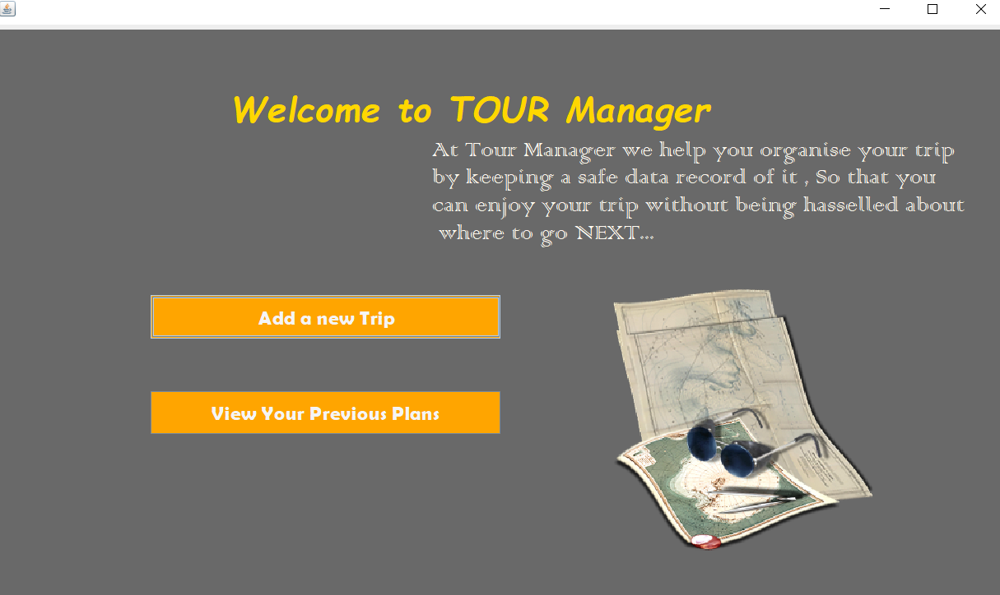 Welcome to TOUR Manager
At Tour Manager we help you organise your trip
by keeping a safe data record of it , So that you
can enjoy your trip without being hasselled about
where to go NEXT...
Add a new Trip
View Your Previous Plans